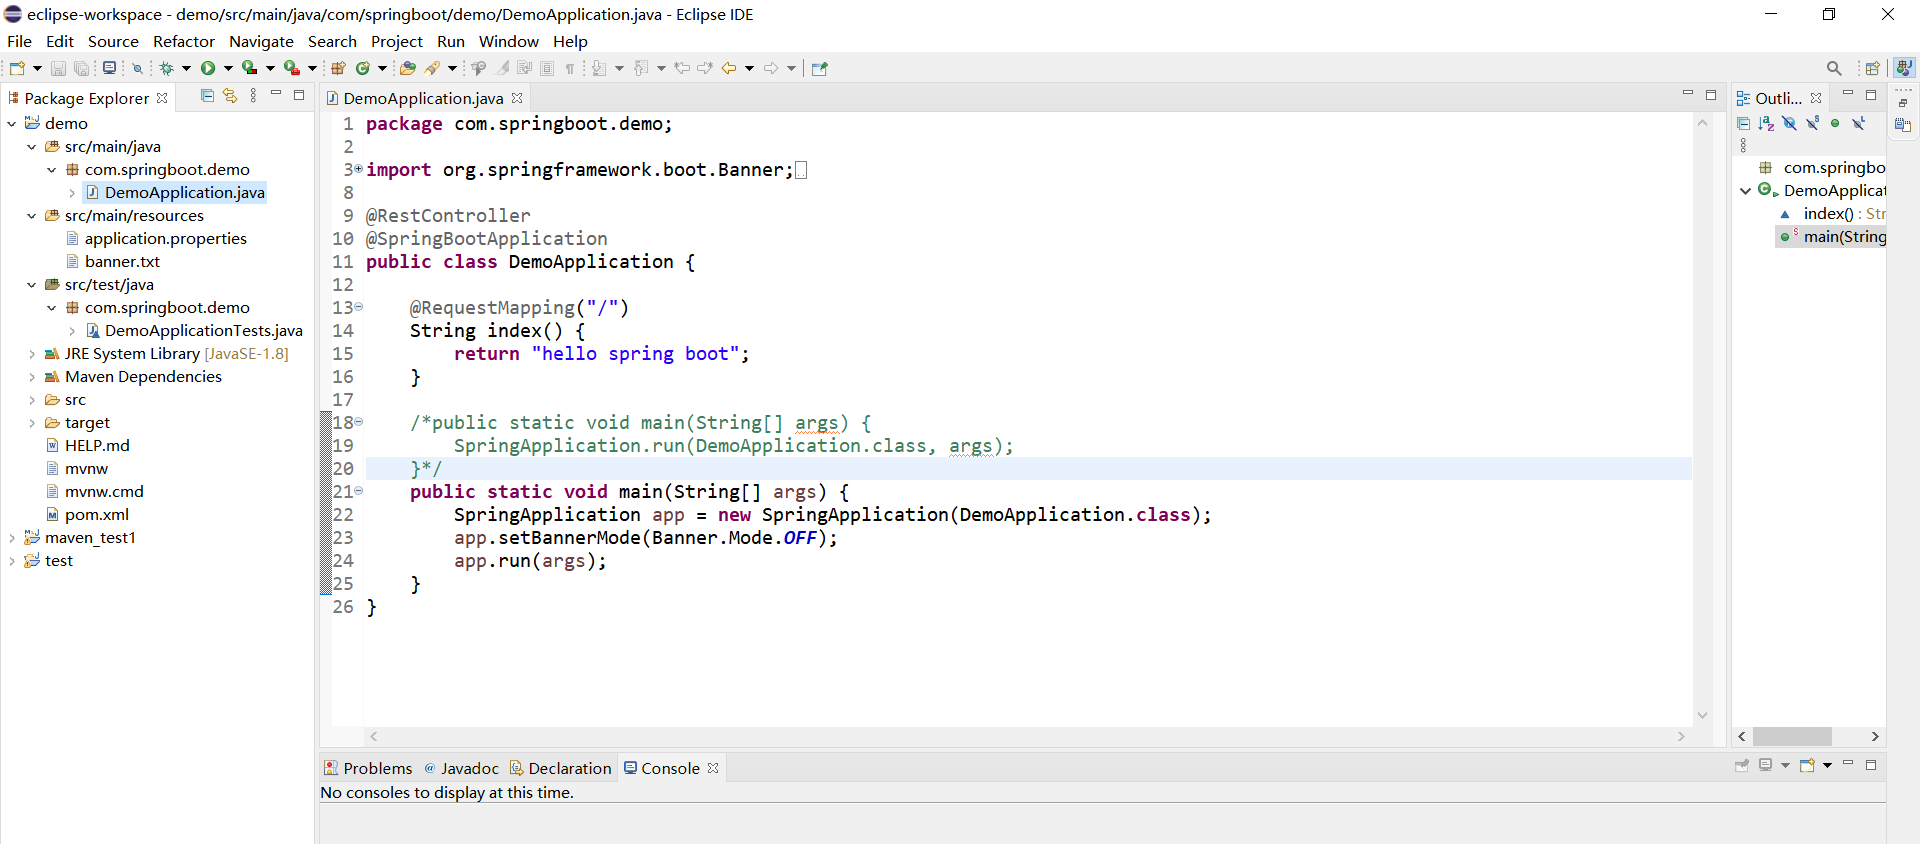 eclipse-workspace - demo/src/main/java/com/springboot/demo/DemoApplication.java - Eclipse IDE
File Edit Source Refactor Navigate Search Project Run Window Help
Package Explorer
demo
src/main/java
com.springboot.demo
DemoApplication.java
src/main/resources
application.properties
banner.txt
src/test/java
com.springboot.demo
DemoApplicationTests.java
JRE System Library [JavaSE-1.8]
Maven Dependencies
src
target
HELP.md
mvnw
mvnw.cmd
pom.xml
maven_test1
test
DemoApplication.java
1 package com.springboot.demo;
2
3 import org.springframework.boot.Banner;
8
9 @RestController
10 @SpringBootApplication
11 public class DemoApplication {
12
13     @RequestMapping("/")
14     String index() {
15         return "hello spring boot";
16     }
17
18     /*public static void main(String[] args) {
19         SpringApplication.run(DemoApplication.class, args);
20     }*/
21     public static void main(String[] args) {
22         SpringApplication app = new SpringApplication(DemoApplication.class);
23         app.setBannerMode(Banner.Mode.OFF);
24         app.run(args);
25     }
26 }
Outli...
com.springbo
DemoApplicat
index() : Str
main(String
Problems @ Javadoc Declaration Console
No consoles to display at this time.